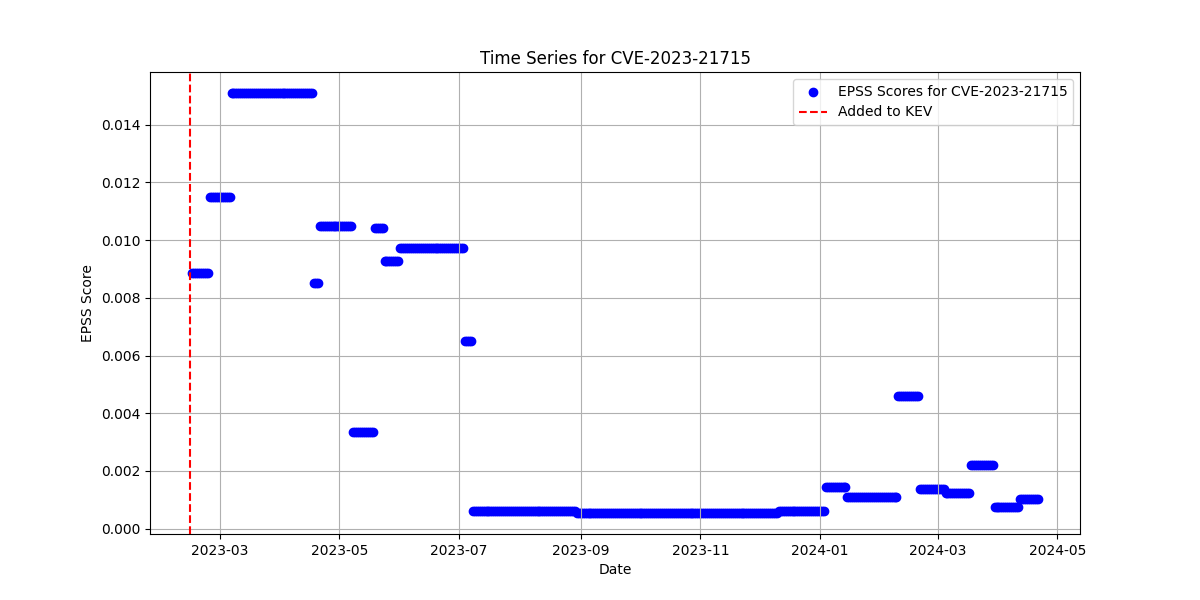 Time Series for CVE-2023-21715
EPSS Scores for CVE-2023-21715
Added to KEV
EPSS Score
0.014
0.012
0.010
0.008
0.006
0.004
0.002
0.000
2023-03 2023-05 2023-07 2023-09 2023-11 2024-01 2024-03 2024-05
Date